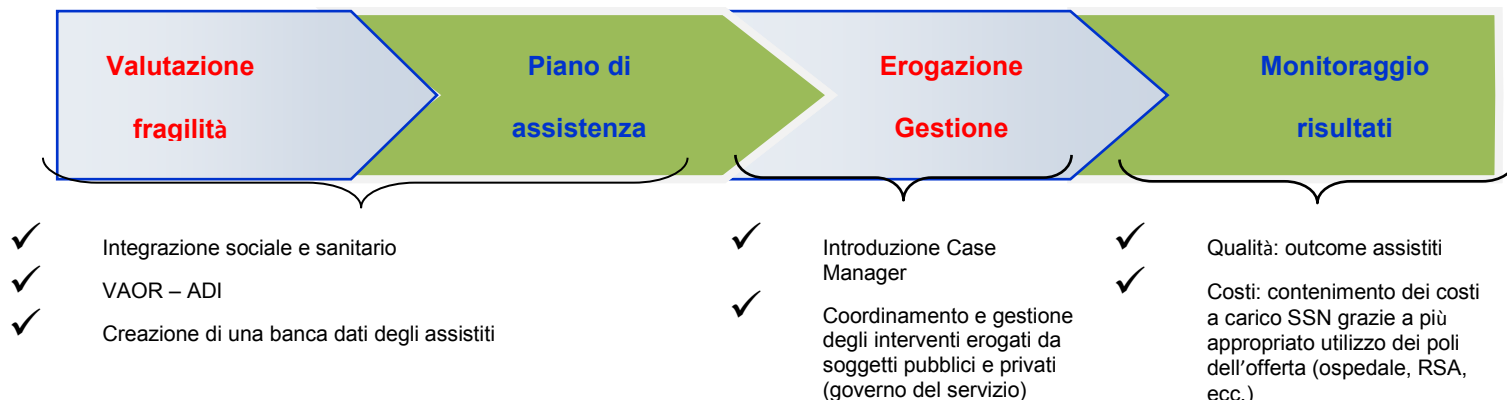 Valutazione
fragilità
Piano di
assistenza
Erogazione
Gestione
Monitoraggio
risultati
Integrazione sociale e sanitario
VAOR – ADI
Creazione di una banca dati degli assistiti
Introduzione Case
Manager
Coordinamento e gestione
degli interventi erogati da
soggetti pubblici e privati
(governo del servizio)
Qualità: outcome assistiti
Costi: contenimento dei costi
a carico SSN grazie a più
appropriato utilizzo dei poli
dell’offerta (ospedale, RSA,
ecc.)